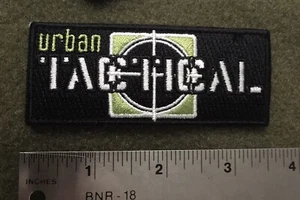 urban
TACTICAL
1 2 3 4
INCHES
BNR - 18